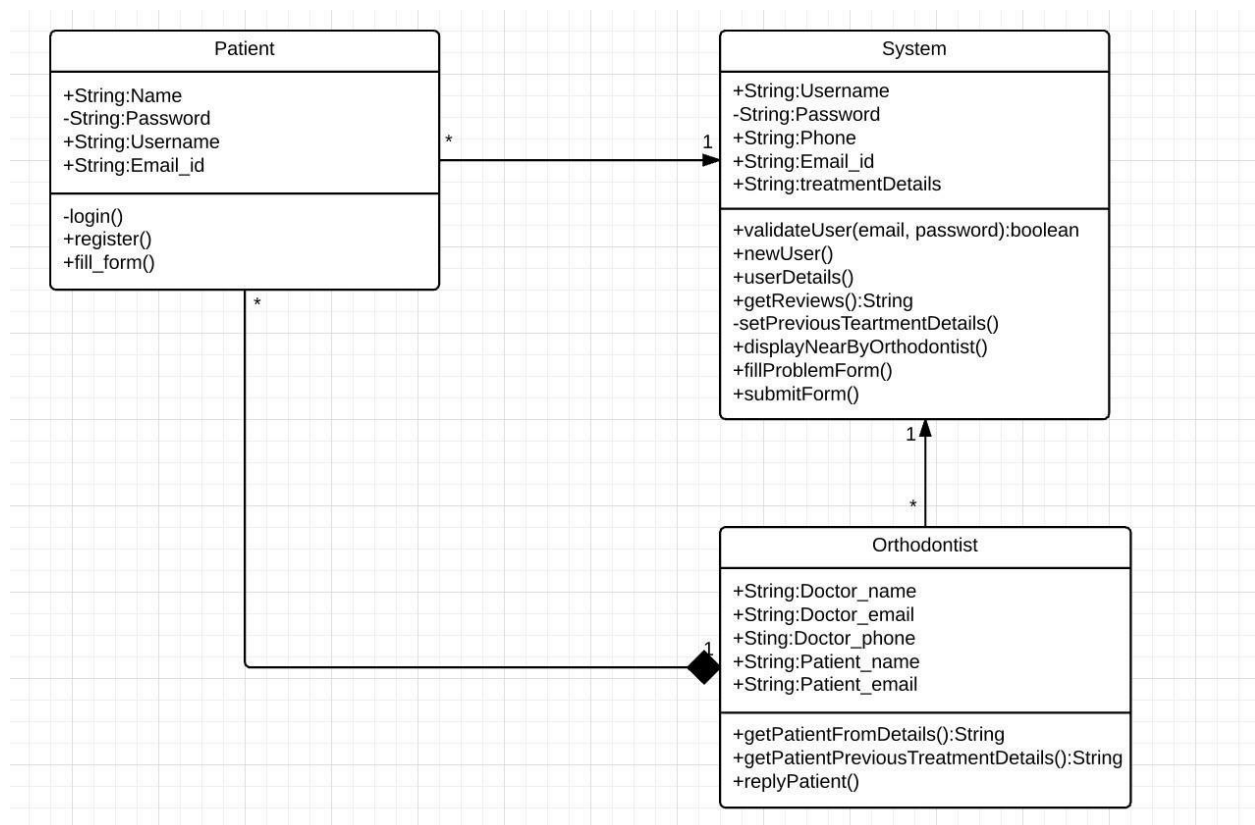 Patient
+String:Name
-String:Password
+String:Username
+String:Email_id
-login()
+register()
+fill_form()
*
1
*
System
+String:Username
-String:Password
+String:Phone
+String:Email_id
+String:treatmentDetails
+validateUser(email, password):boolean
+newUser()
+userDetails()
+getReviews():String
-setPreviousTeartmentDetails()
+displayNearByOrthodontist()
+fillProblemForm()
+submitForm()
1
*
Orthodontist
+String:Doctor_name
+String:Doctor_email
+Sting:Doctor_phone
+String:Patient_name
+String:Patient_email
1
+getPatientFromDetails():String
+getPatientPreviousTreatmentDetails():String
+replyPatient()